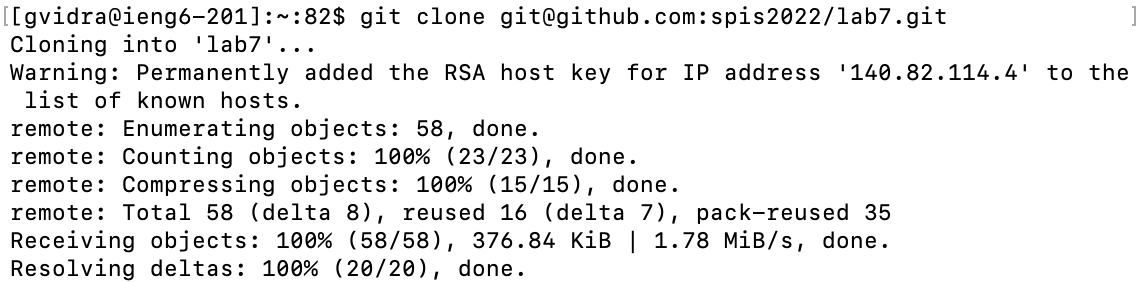 [[gvidra@ieng6-201]:~:82$ git clone git@github.com:spis2022/lab7.git ]
Cloning into 'lab7'...
Warning: Permanently added the RSA host key for IP address '140.82.114.4' to the
 list of known hosts.
remote: Enumerating objects: 58, done.
remote: Counting objects: 100% (23/23), done.
remote: Compressing objects: 100% (15/15), done.
remote: Total 58 (delta 8), reused 16 (delta 7), pack-reused 35
Receiving objects: 100% (58/58), 376.84 KiB | 1.78 MiB/s, done.
Resolving deltas: 100% (20/20), done.